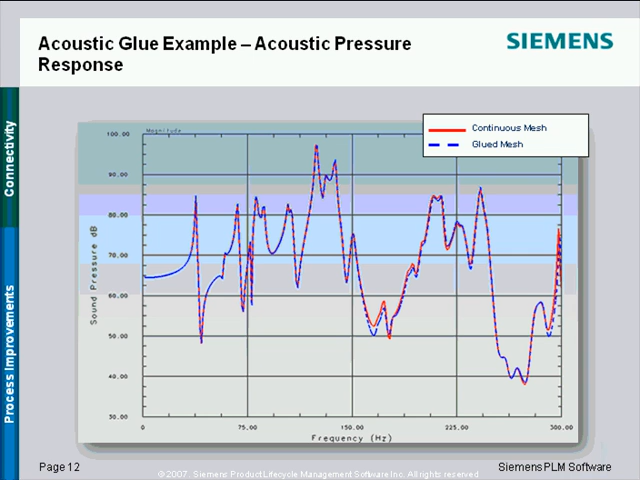 Acoustic Glue Example – Acoustic Pressure
Response
SIEMENS
Connectivity
Process Improvements
Magnitude
Continuous Mesh
Glued Mesh
100.00
90.00
80.00
70.00
60.00
50.00
40.00
30.00
Sound Pressure dB
0
75.00
150.00
225.00
300.00
Frequency (Hz)
Page 12
© 2007. Siemens Product Lifecycle Management Software Inc. All rights reserved
Siemens PLM Software